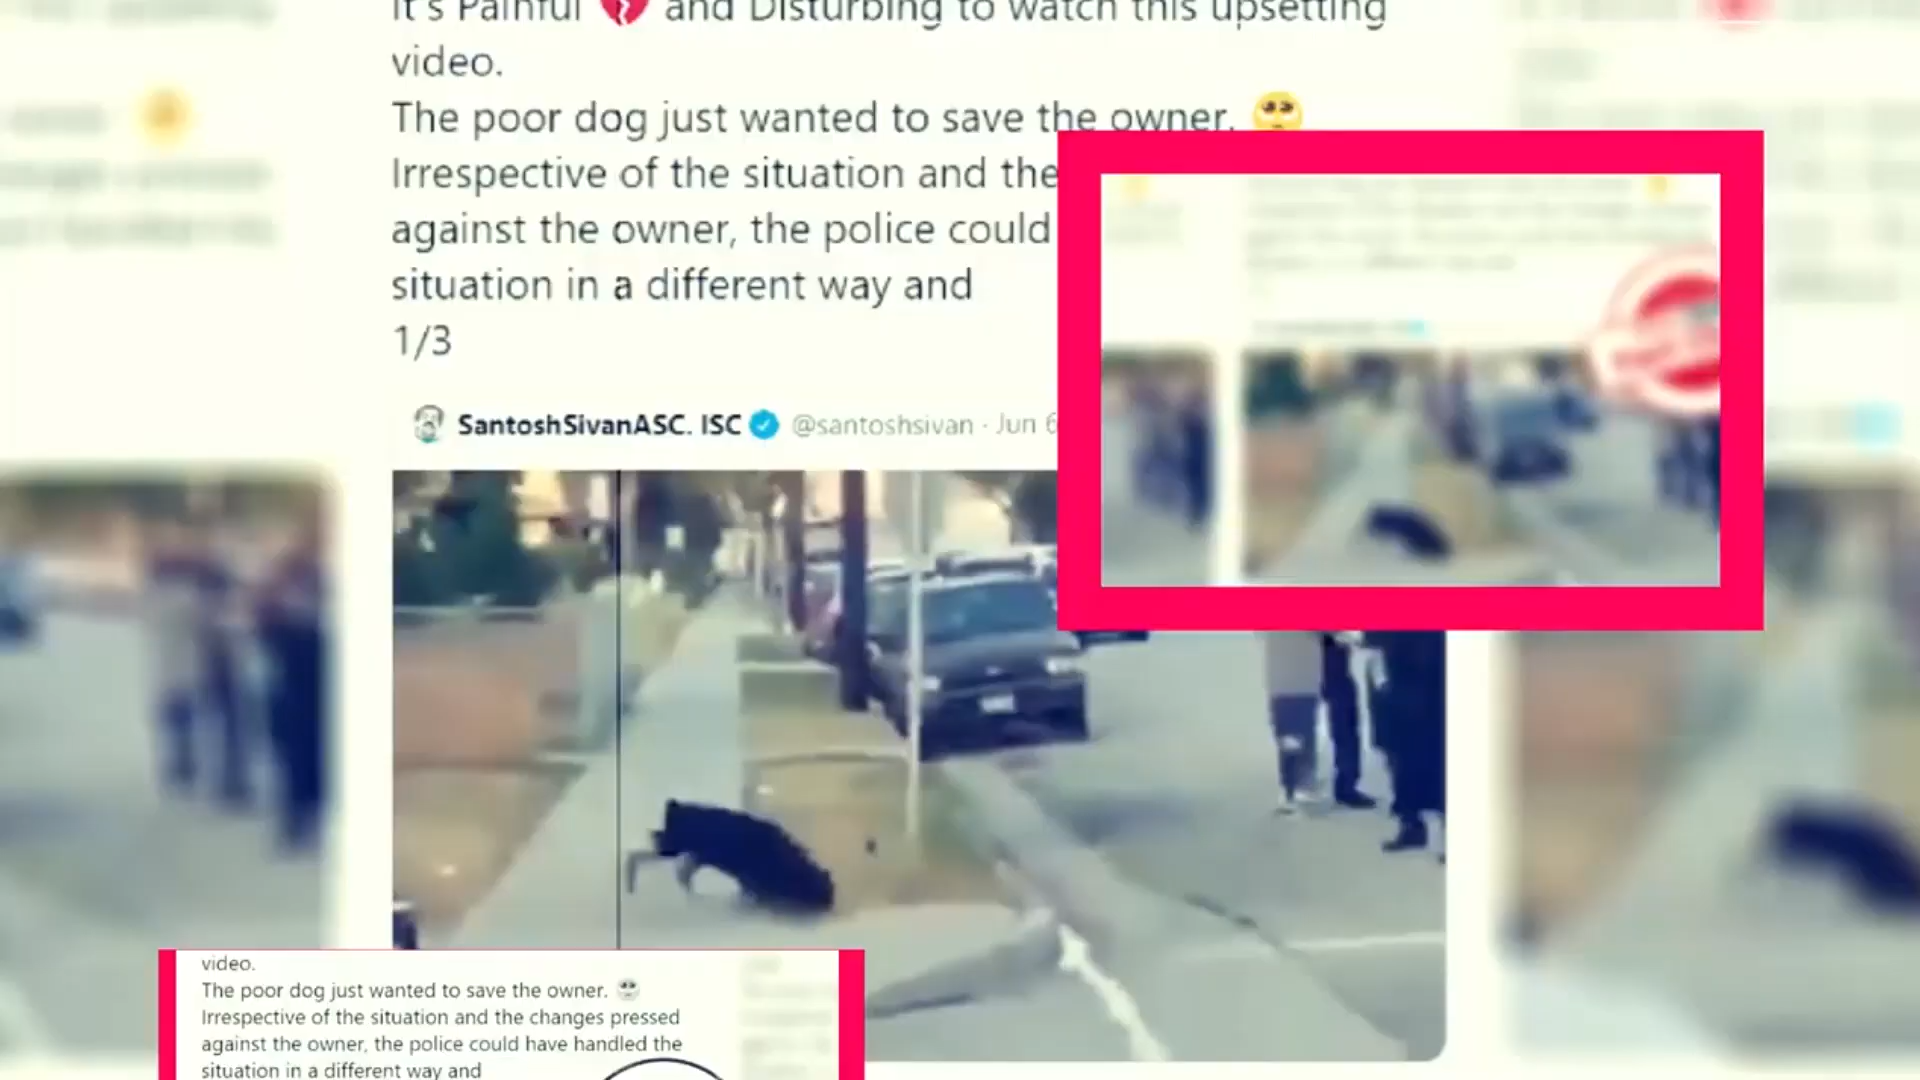 It's Painful 💔 and Disturbing to watch this upsetting
video.
The poor dog just wanted to save the owner. 🥺
Irrespective of the situation and the
against the owner, the police could
situation in a different way and
1/3
SantoshSivanASC. ISC @santoshsivan · Jun 6
video.
The poor dog just wanted to save the owner. 🥺
Irrespective of the situation and the changes pressed
against the owner, the police could have handled the
situation in a different way and